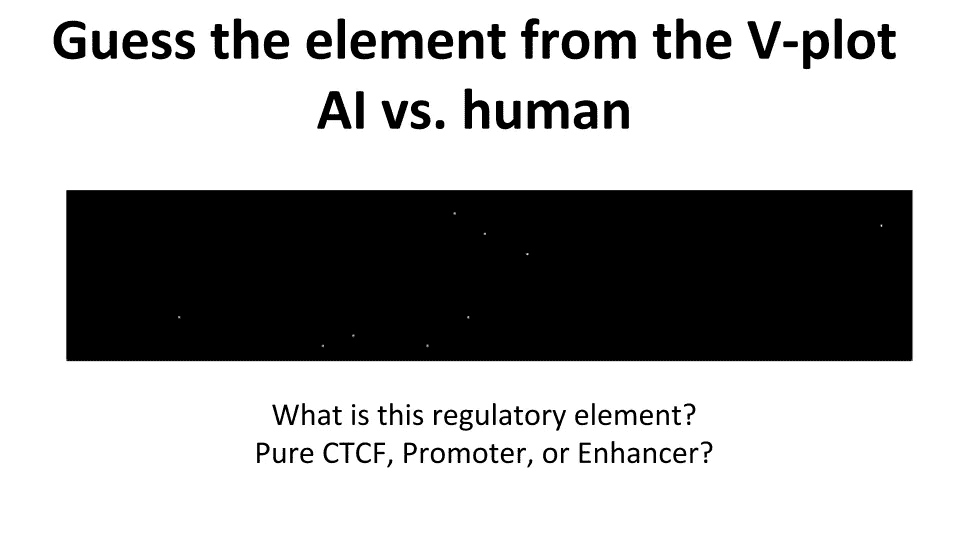 Guess the element from the V-plot
AI vs. human
What is this regulatory element?
Pure CTCF, Promoter, or Enhancer?